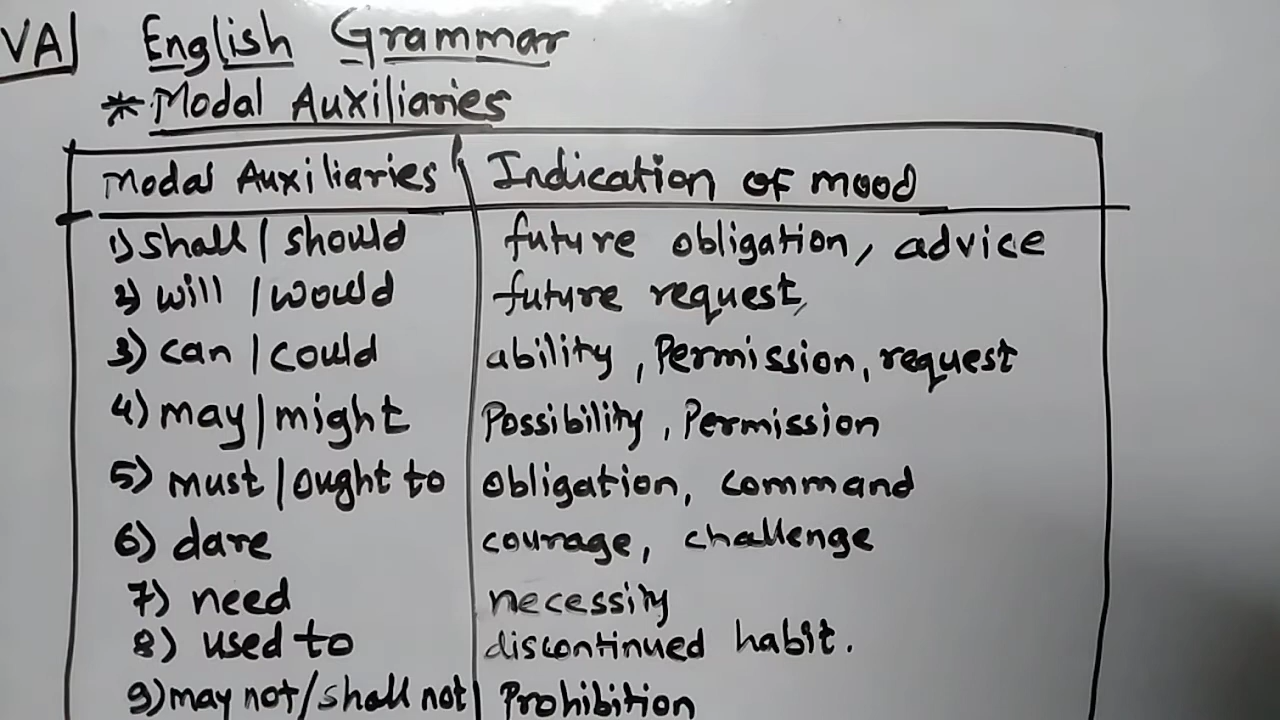 VA English Grammar
* Modal Auxiliaries
Modal Auxiliaries Indication of mood
1) shall / should future obligation, advice
2) will / would future request,
3) can / could ability, Permission, request
4) may / might Possibility, Permission
5) must / ought to obligation, command
6) dare courage, challenge
7) need necessity
8) used to discontinued habit.
9) may not / shall not Prohibition